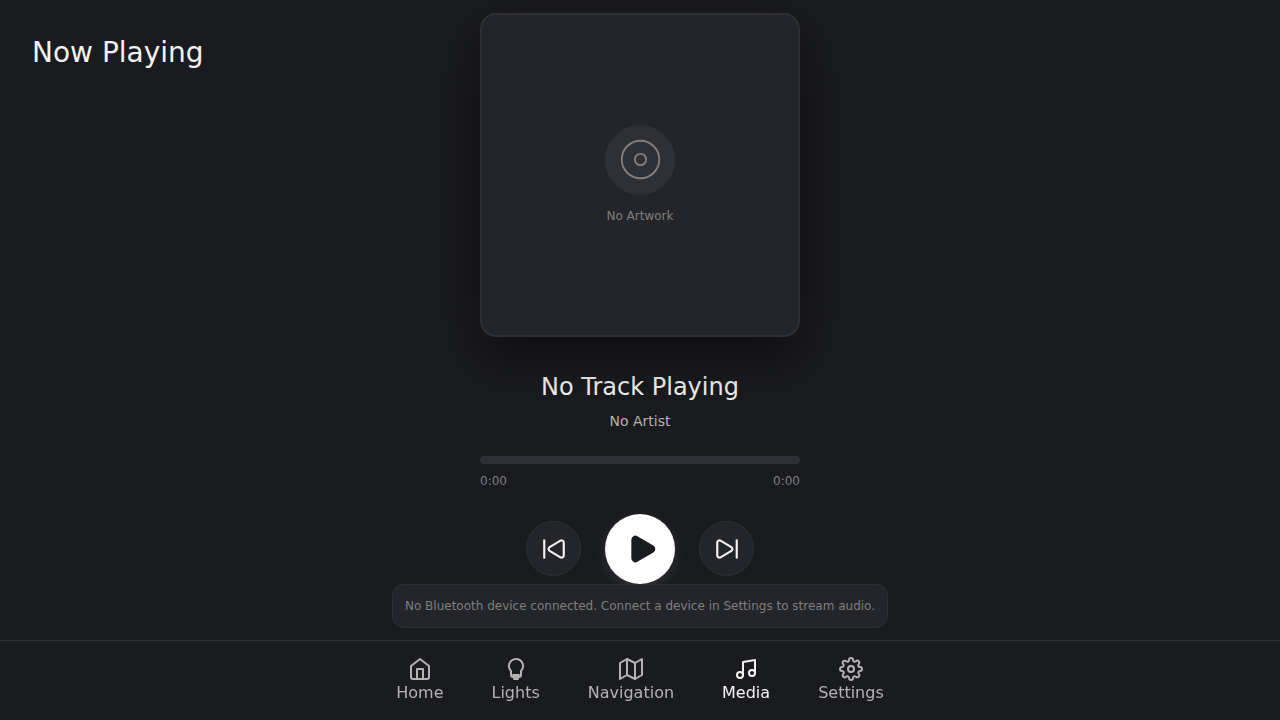 Now Playing
No Artwork
No Track Playing
No Artist
0:00 0:00
No Bluetooth device connected. Connect a device in Settings to stream audio.
Home Lights Navigation Media Settings